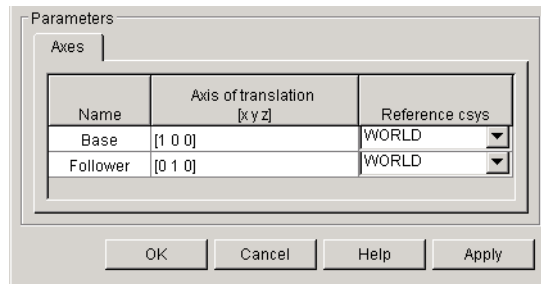 Parameters
Axes
Name Axis of translation [x y z] Reference csys
Base [1 0 0] WORLD
Follower [0 1 0] WORLD
OK Cancel Help Apply